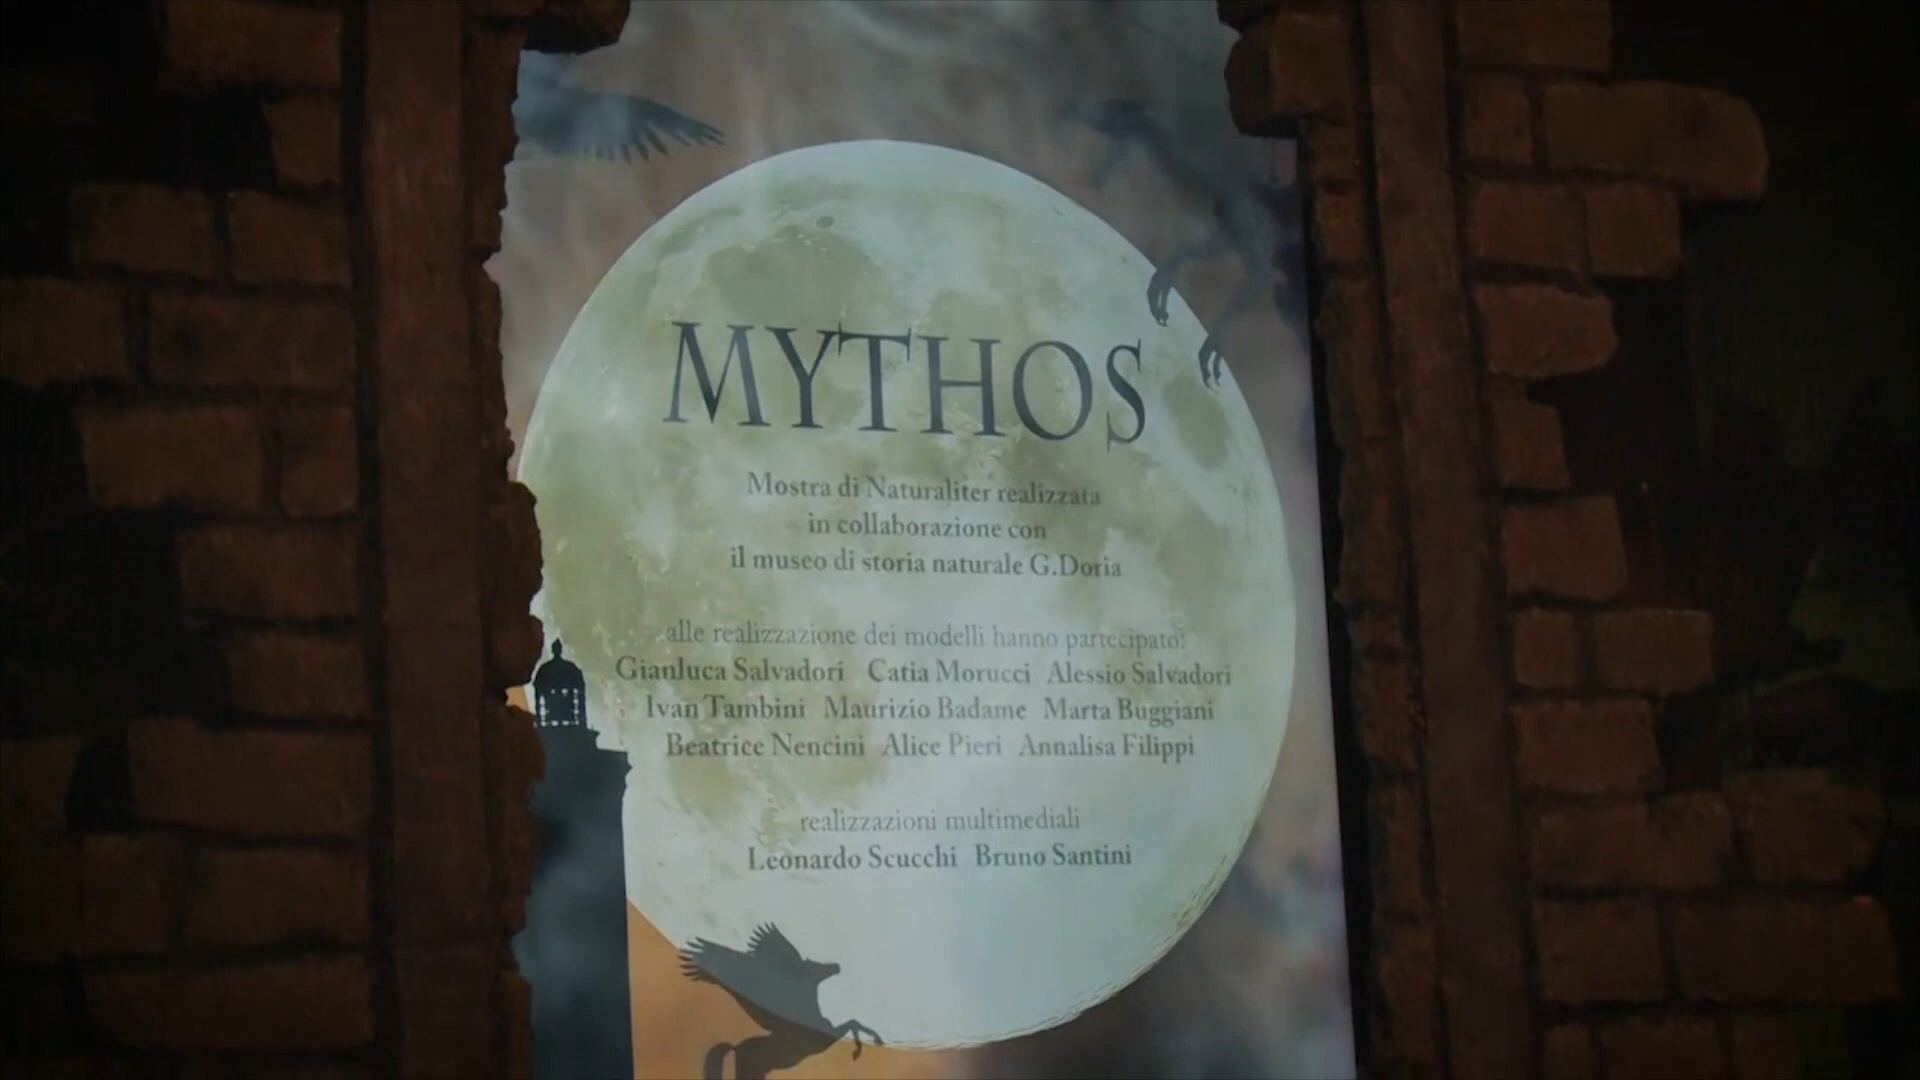 MYTHOS
Mostra di Naturaliter realizzata
in collaborazione con
il museo di storia naturale G.Doria
alle realizzazione dei modelli hanno partecipato:
Gianluca Salvadori Catia Morucci Alessio Salvadori
Ivan Tambini Maurizio Badame Marta Buggiani
Beatrice Nencini Alice Pieri Annalisa Filippi
realizzazioni multimediali
Leonardo Scucchi Bruno Santini